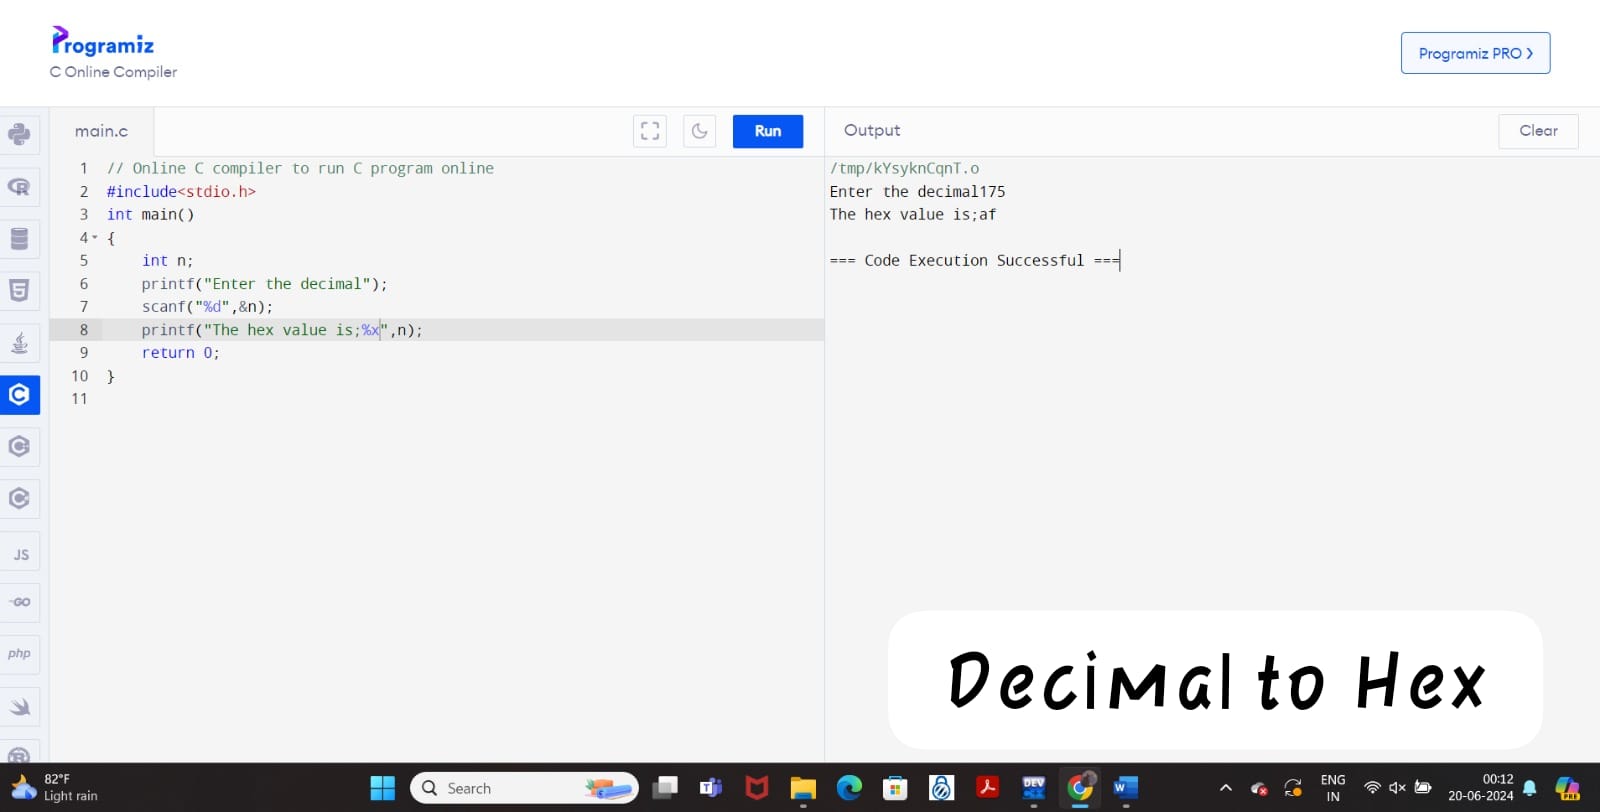 Programiz
C Online Compiler
Programiz PRO ❯
main.c
Run
Output
Clear
1 // Online C compiler to run C program online
2 #include<stdio.h>
3 int main()
4 {
5 int n;
6 printf("Enter the decimal");
7 scanf("%d",&n);
8 printf("The hex value is;%x",n);
9 return 0;
10 }
11
/tmp/kYsyknCqnT.o
Enter the decimal175
The hex value is;af
=== Code Execution Successful ===
JS
GO
php
Decimal to Hex
82°F
Light rain
Search
DEV
ENG
IN
00:12
20-06-2024
PRE